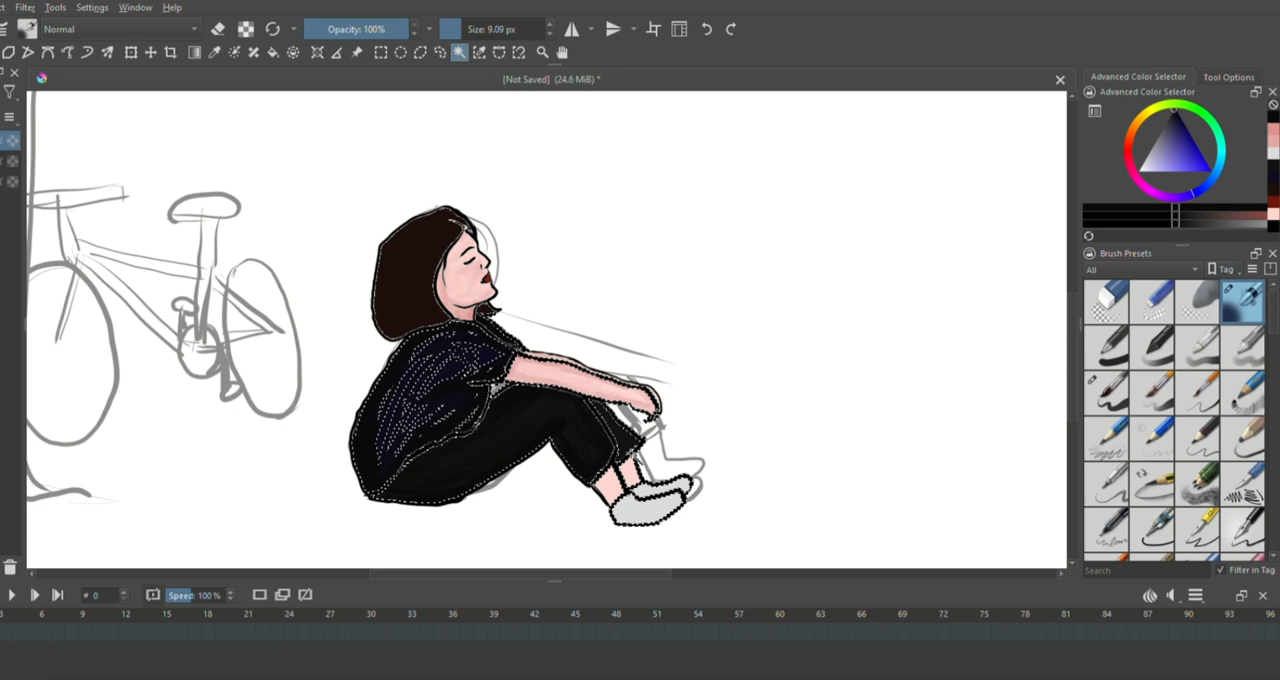 Filter Tools Settings Window Help
Normal Opacity: 100% Size: 9.09 px
[Not Saved] (24.6 MiB) *
Advanced Color Selector Tool Options
Advanced Color Selector
Brush Presets
All Tag
Search Filter in Tag
# 0 Speed: 100 %
6 9 12 15 18 21 24 27 30 33 36 39 42 45 48 51 54 57 60 63 66 69 72 75 78 81 84 87 90 93 96